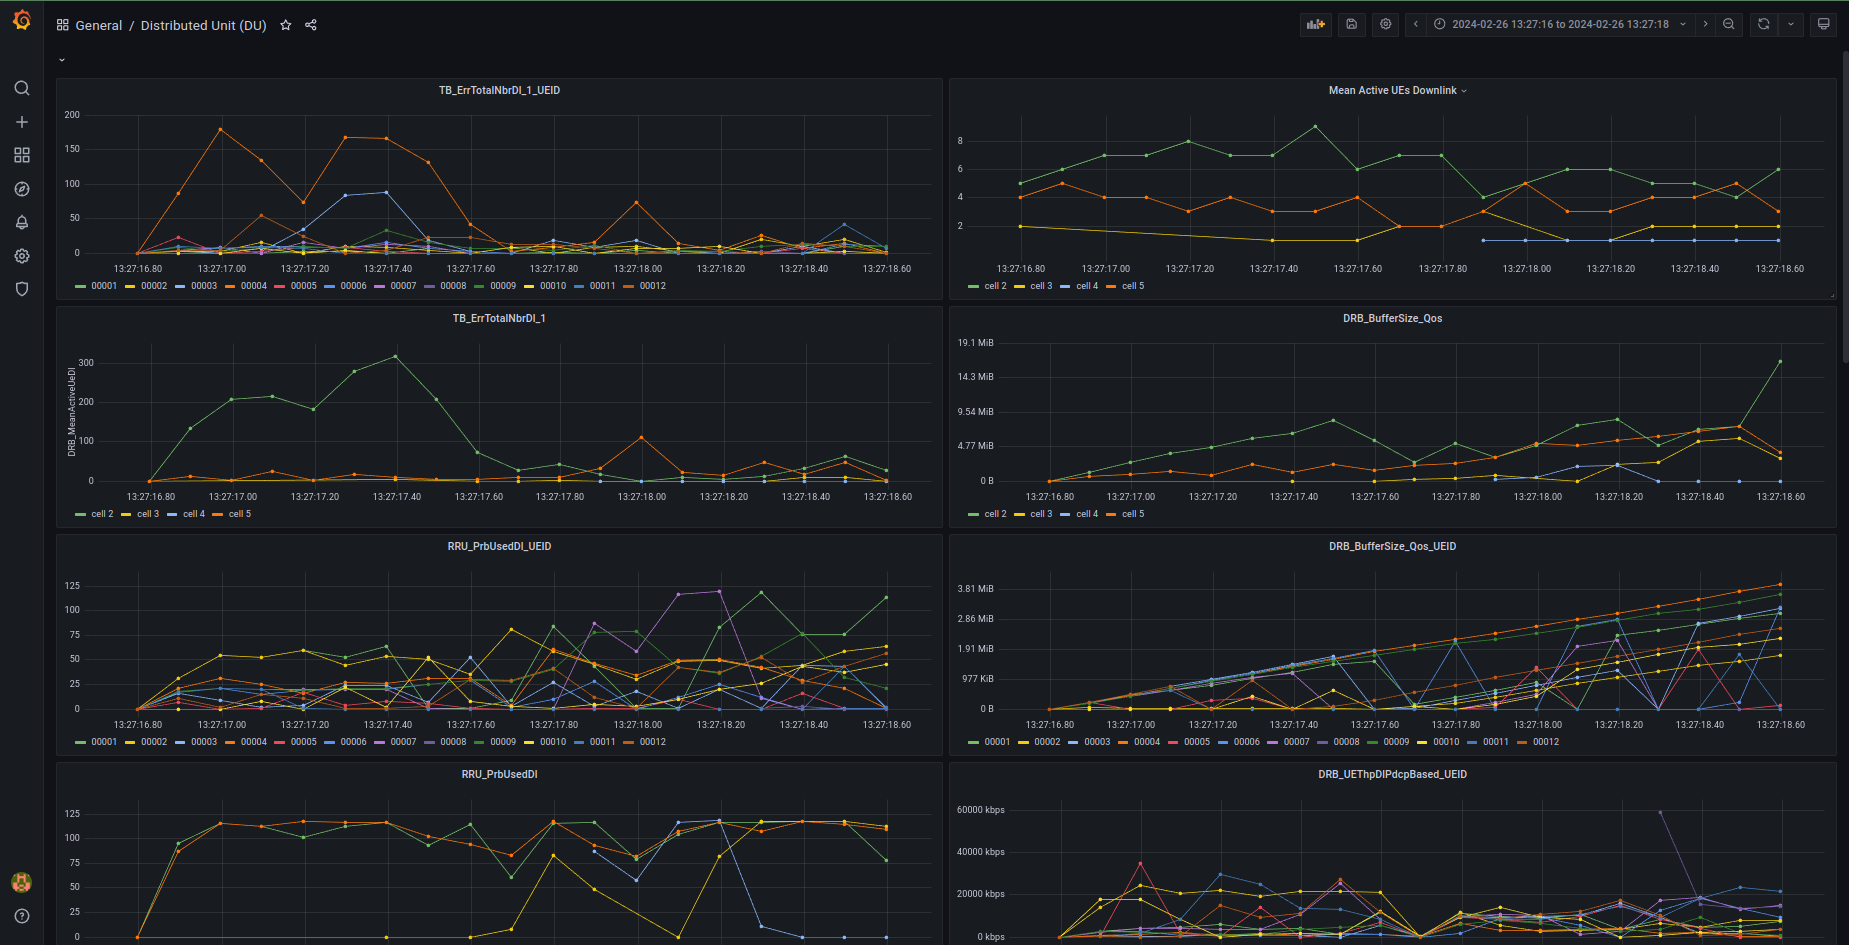 General / Distributed Unit (DU)
2024-02-26 13:27:16 to 2024-02-26 13:27:18
TB_ErrTotalNbrDl_1_UEID
200
150
100
50
0
13:27:16.80 13:27:17.00 13:27:17.20 13:27:17.40 13:27:17.60 13:27:17.80 13:27:18.00 13:27:18.20 13:27:18.40 13:27:18.60
00001 00002 00003 00004 00005 00006 00007 00008 00009 00010 00011 00012
Mean Active UEs Downlink
8
6
4
2
13:27:16.80 13:27:17.00 13:27:17.20 13:27:17.40 13:27:17.60 13:27:17.80 13:27:18.00 13:27:18.20 13:27:18.40 13:27:18.60
cell 2 cell 3 cell 4 cell 5
TB_ErrTotalNbrDl_1
DRB_MeanActiveUeDl
300
200
100
0
13:27:16.80 13:27:17.00 13:27:17.20 13:27:17.40 13:27:17.60 13:27:17.80 13:27:18.00 13:27:18.20 13:27:18.40 13:27:18.60
cell 2 cell 3 cell 4 cell 5
DRB_BufferSize_Qos
19.1 MiB
14.3 MiB
9.54 MiB
4.77 MiB
0 B
13:27:16.80 13:27:17.00 13:27:17.20 13:27:17.40 13:27:17.60 13:27:17.80 13:27:18.00 13:27:18.20 13:27:18.40 13:27:18.60
cell 2 cell 3 cell 4 cell 5
RRU_PrbUsedDl_UEID
125
100
75
50
25
0
13:27:16.80 13:27:17.00 13:27:17.20 13:27:17.40 13:27:17.60 13:27:17.80 13:27:18.00 13:27:18.20 13:27:18.40 13:27:18.60
00001 00002 00003 00004 00005 00006 00007 00008 00009 00010 00011 00012
DRB_BufferSize_Qos_UEID
3.81 MiB
2.86 MiB
1.91 MiB
977 KiB
0 B
13:27:16.80 13:27:17.00 13:27:17.20 13:27:17.40 13:27:17.60 13:27:17.80 13:27:18.00 13:27:18.20 13:27:18.40 13:27:18.60
00001 00002 00003 00004 00005 00006 00007 00008 00009 00010 00011 00012
RRU_PrbUsedDl
125
100
75
50
25
0
DRB_UEThpDlPdcpBased_UEID
60000 kbps
40000 kbps
20000 kbps
0 kbps